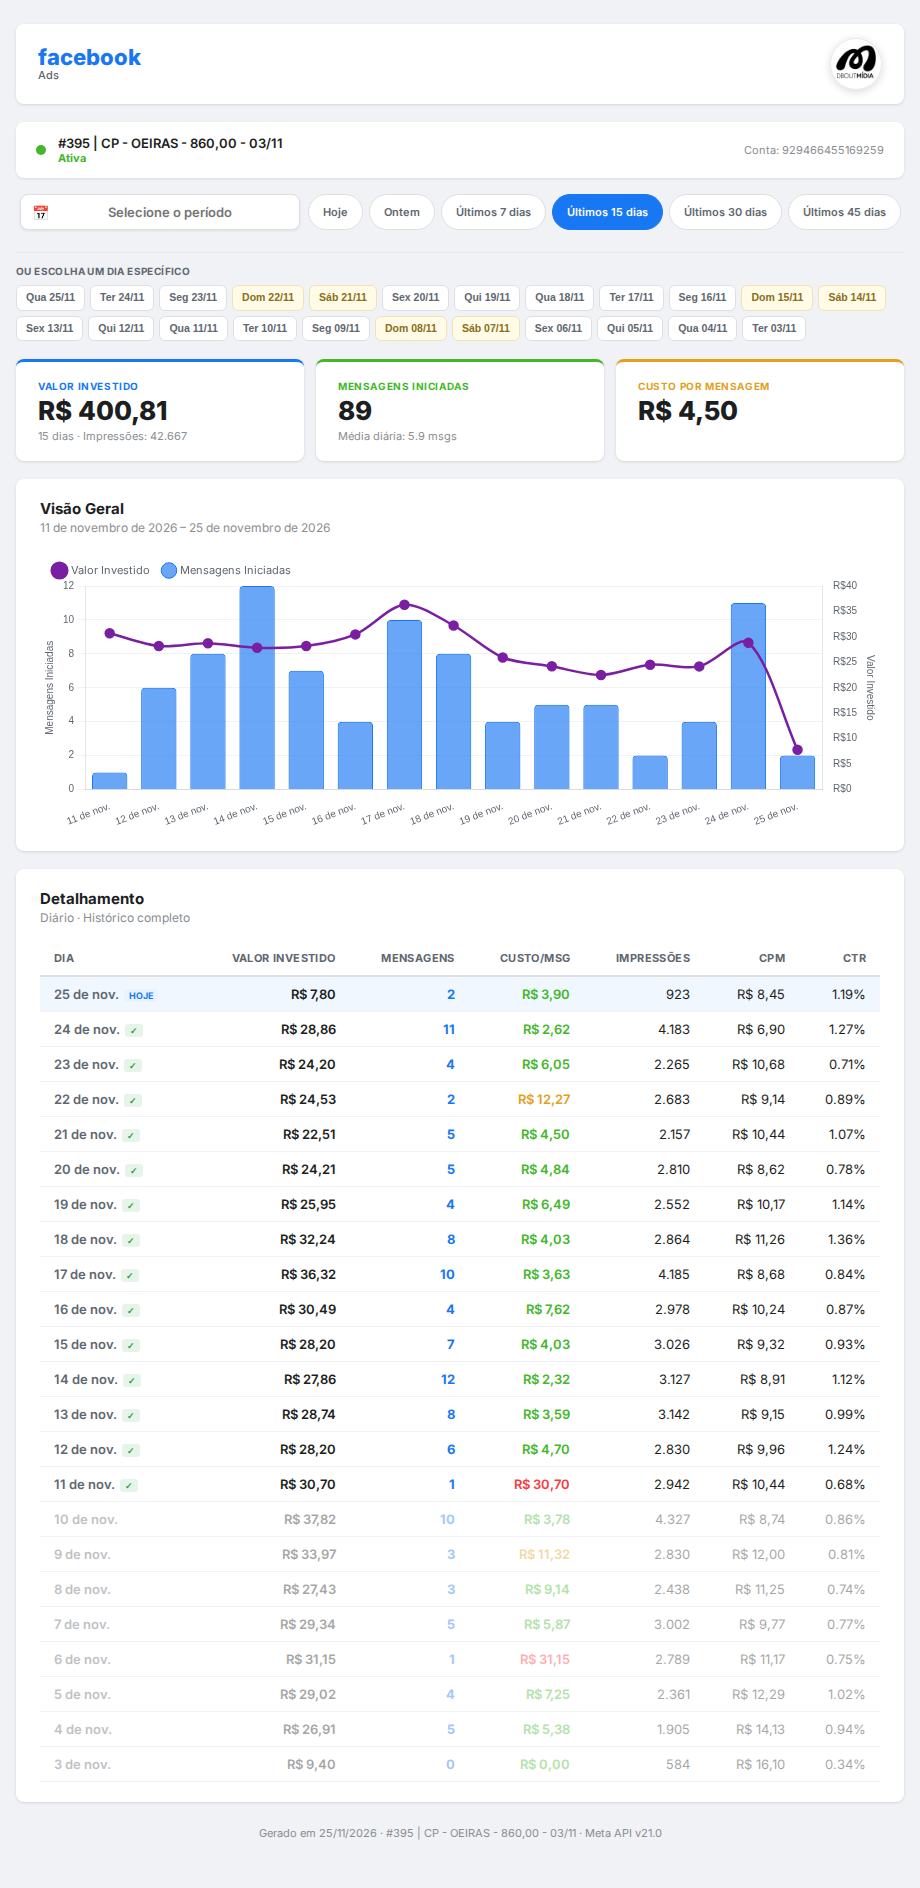 facebook
Ads
DBOUTMÍDIA
#395 | CP - OEIRAS - 860,00 - 03/11
Ativa
Conta: 929466455169259
Selecione o período
Hoje
Ontem
Últimos 7 dias
Últimos 15 dias
Últimos 30 dias
Últimos 45 dias
OU ESCOLHA UM DIA ESPECÍFICO
Qua 25/11 Ter 24/11 Seg 23/11 Dom 22/11 Sáb 21/11 Sex 20/11 Qui 19/11 Qua 18/11 Ter 17/11 Seg 16/11 Dom 15/11 Sáb 14/11
Sex 13/11 Qui 12/11 Qua 11/11 Ter 10/11 Seg 09/11 Dom 08/11 Sáb 07/11 Sex 06/11 Qui 05/11 Qua 04/11 Ter 03/11
VALOR INVESTIDO
R$ 400,81
15 dias · Impressões: 42.667
MENSAGENS INICIADAS
89
Média diária: 5.9 msgs
CUSTO POR MENSAGEM
R$ 4,50
Visão Geral
11 de novembro de 2026 – 25 de novembro de 2026
Valor Investido Mensagens Iniciadas
Mensagens Iniciadas
12
10
8
6
4
2
0
R$40
R$35
R$30
R$25
R$20
R$15
R$10
R$5
R$0
Valor Investido
11 de nov. 12 de nov. 13 de nov. 14 de nov. 15 de nov. 16 de nov. 17 de nov. 18 de nov. 19 de nov. 20 de nov. 21 de nov. 22 de nov. 23 de nov. 24 de nov. 25 de nov.
Detalhamento
Diário · Histórico completo
DIA VALOR INVESTIDO MENSAGENS CUSTO/MSG IMPRESSÕES CPM CTR
25 de nov. HOJE R$ 7,80 2 R$ 3,90 923 R$ 8,45 1.19%
24 de nov. ✓ R$ 28,86 11 R$ 2,62 4.183 R$ 6,90 1.27%
23 de nov. ✓ R$ 24,20 4 R$ 6,05 2.265 R$ 10,68 0.71%
22 de nov. ✓ R$ 24,53 2 R$ 12,27 2.683 R$ 9,14 0.89%
21 de nov. ✓ R$ 22,51 5 R$ 4,50 2.157 R$ 10,44 1.07%
20 de nov. ✓ R$ 24,21 5 R$ 4,84 2.810 R$ 8,62 0.78%
19 de nov. ✓ R$ 25,95 4 R$ 6,49 2.552 R$ 10,17 1.14%
18 de nov. ✓ R$ 32,24 8 R$ 4,03 2.864 R$ 11,26 1.36%
17 de nov. ✓ R$ 36,32 10 R$ 3,63 4.185 R$ 8,68 0.84%
16 de nov. ✓ R$ 30,49 4 R$ 7,62 2.978 R$ 10,24 0.87%
15 de nov. ✓ R$ 28,20 7 R$ 4,03 3.026 R$ 9,32 0.93%
14 de nov. ✓ R$ 27,86 12 R$ 2,32 3.127 R$ 8,91 1.12%
13 de nov. ✓ R$ 28,74 8 R$ 3,59 3.142 R$ 9,15 0.99%
12 de nov. ✓ R$ 28,20 6 R$ 4,70 2.830 R$ 9,96 1.24%
11 de nov. ✓ R$ 30,70 1 R$ 30,70 2.942 R$ 10,44 0.68%
10 de nov. R$ 37,82 10 R$ 3,78 4.327 R$ 8,74 0.86%
9 de nov. R$ 33,97 3 R$ 11,32 2.830 R$ 12,00 0.81%
8 de nov. R$ 27,43 3 R$ 9,14 2.438 R$ 11,25 0.74%
7 de nov. R$ 29,34 5 R$ 5,87 3.002 R$ 9,77 0.77%
6 de nov. R$ 31,15 1 R$ 31,15 2.789 R$ 11,17 0.75%
5 de nov. R$ 29,02 4 R$ 7,25 2.361 R$ 12,29 1.02%
4 de nov. R$ 26,91 5 R$ 5,38 1.905 R$ 14,13 0.94%
3 de nov. R$ 9,40 0 R$ 0,00 584 R$ 16,10 0.34%
Gerado em 25/11/2026 · #395 | CP - OEIRAS - 860,00 - 03/11 · Meta API v21.0